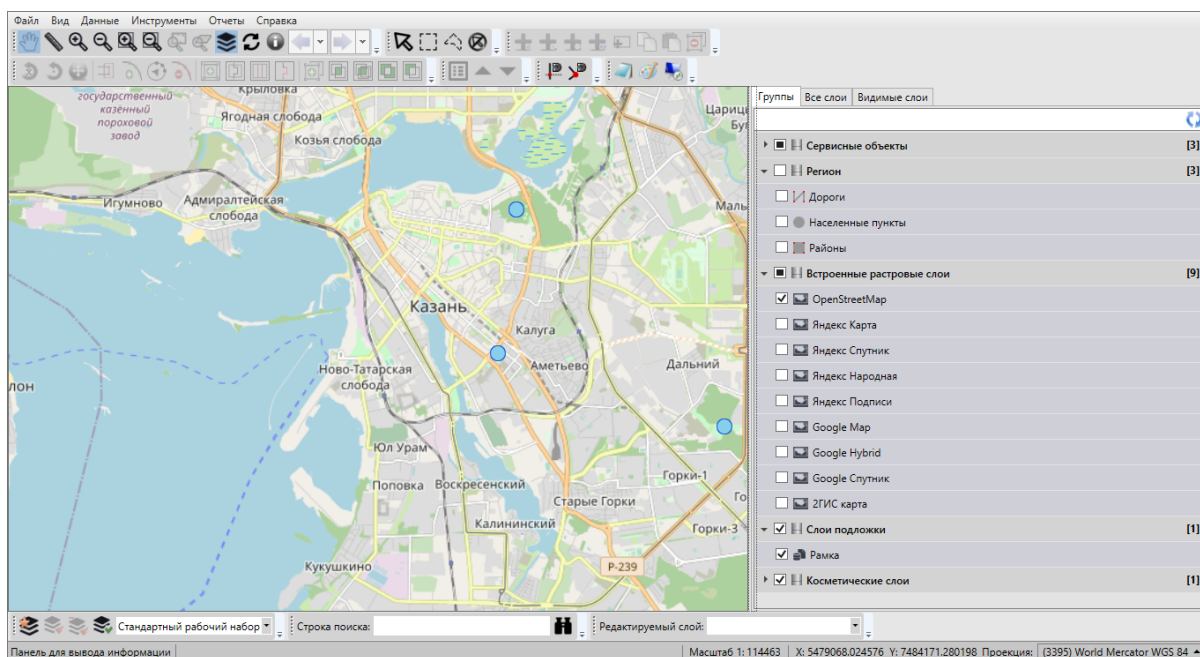 Файл Вид Данные Инструменты Отчеты Справка
государственный
казенный
пороховой
завод
Крыловка
Ягодная слобода
Козья слобода
Игумново
Адмиралтейская
слобода
Казань
Калуга
Аметьево
Дальний
Ново-Татарская
слобода
Юл Урам
Поповка
Воскресенский
Горки-1
Старые Горки
Калининский
Горки-3
Кукушкино
Р-239
Группы Все слои Видимые слои
Сервисные объекты [3]
Регион [3]
Дороги
Населенные пункты
Районы
Встроенные растровые слои [9]
OpenStreetMap
Яндекс Карта
Яндекс Спутник
Яндекс Народная
Яндекс Подписи
Google Map
Google Hybrid
Google Спутник
2ГИС карта
Слои подложки [1]
Рамка
Косметические слои [1]
Стандартный рабочий набор Строка поиска: Редактируемый слой:
Панель для вывода информации Масштаб 1: 114463 X: 5479068.024576 Y: 7484171.280198 Проекция: (3395) World Mercator WGS 84